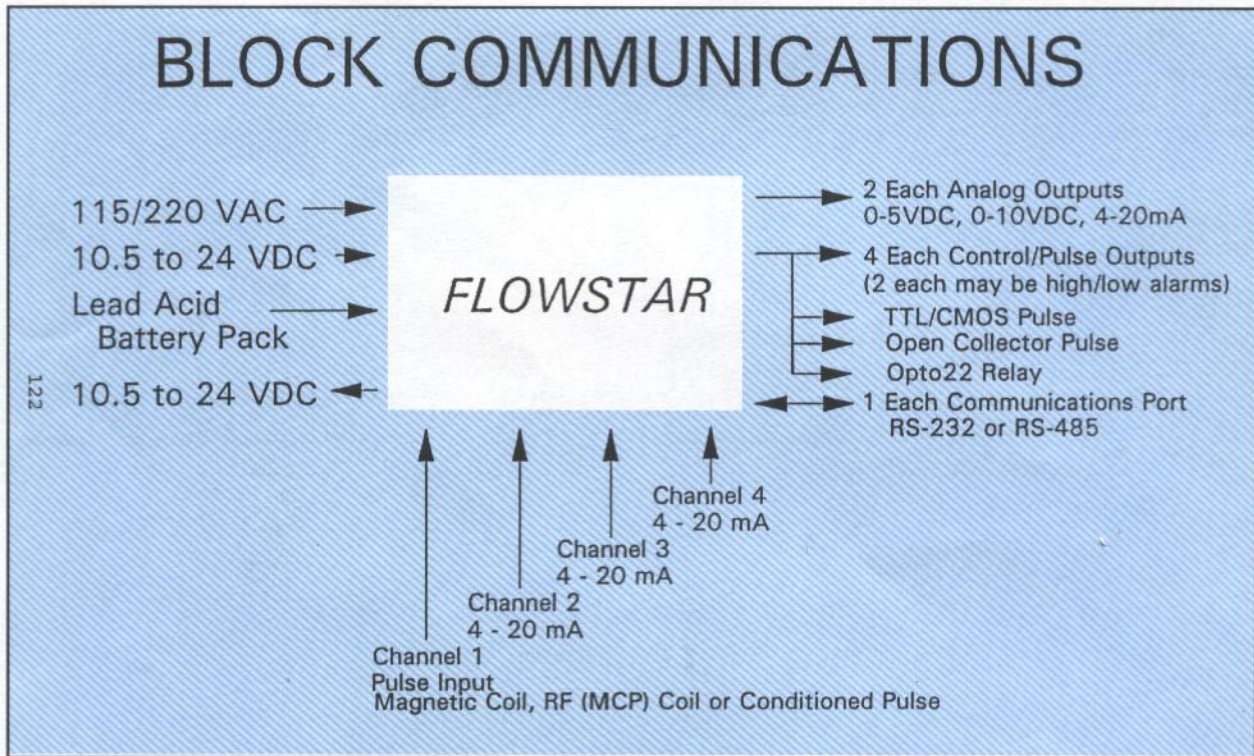 BLOCK COMMUNICATIONS
115/220 VAC
10.5 to 24 VDC
Lead Acid
Battery Pack
10.5 to 24 VDC
122
FLOWSTAR
2 Each Analog Outputs
0-5VDC, 0-10VDC, 4-20mA
4 Each Control/Pulse Outputs
(2 each may be high/low alarms)
TTL/CMOS Pulse
Open Collector Pulse
Opto22 Relay
1 Each Communications Port
RS-232 or RS-485
Channel 4
4 - 20 mA
Channel 3
4 - 20 mA
Channel 2
4 - 20 mA
Channel 1
Pulse Input
Magnetic Coil, RF (MCP) Coil or Conditioned Pulse